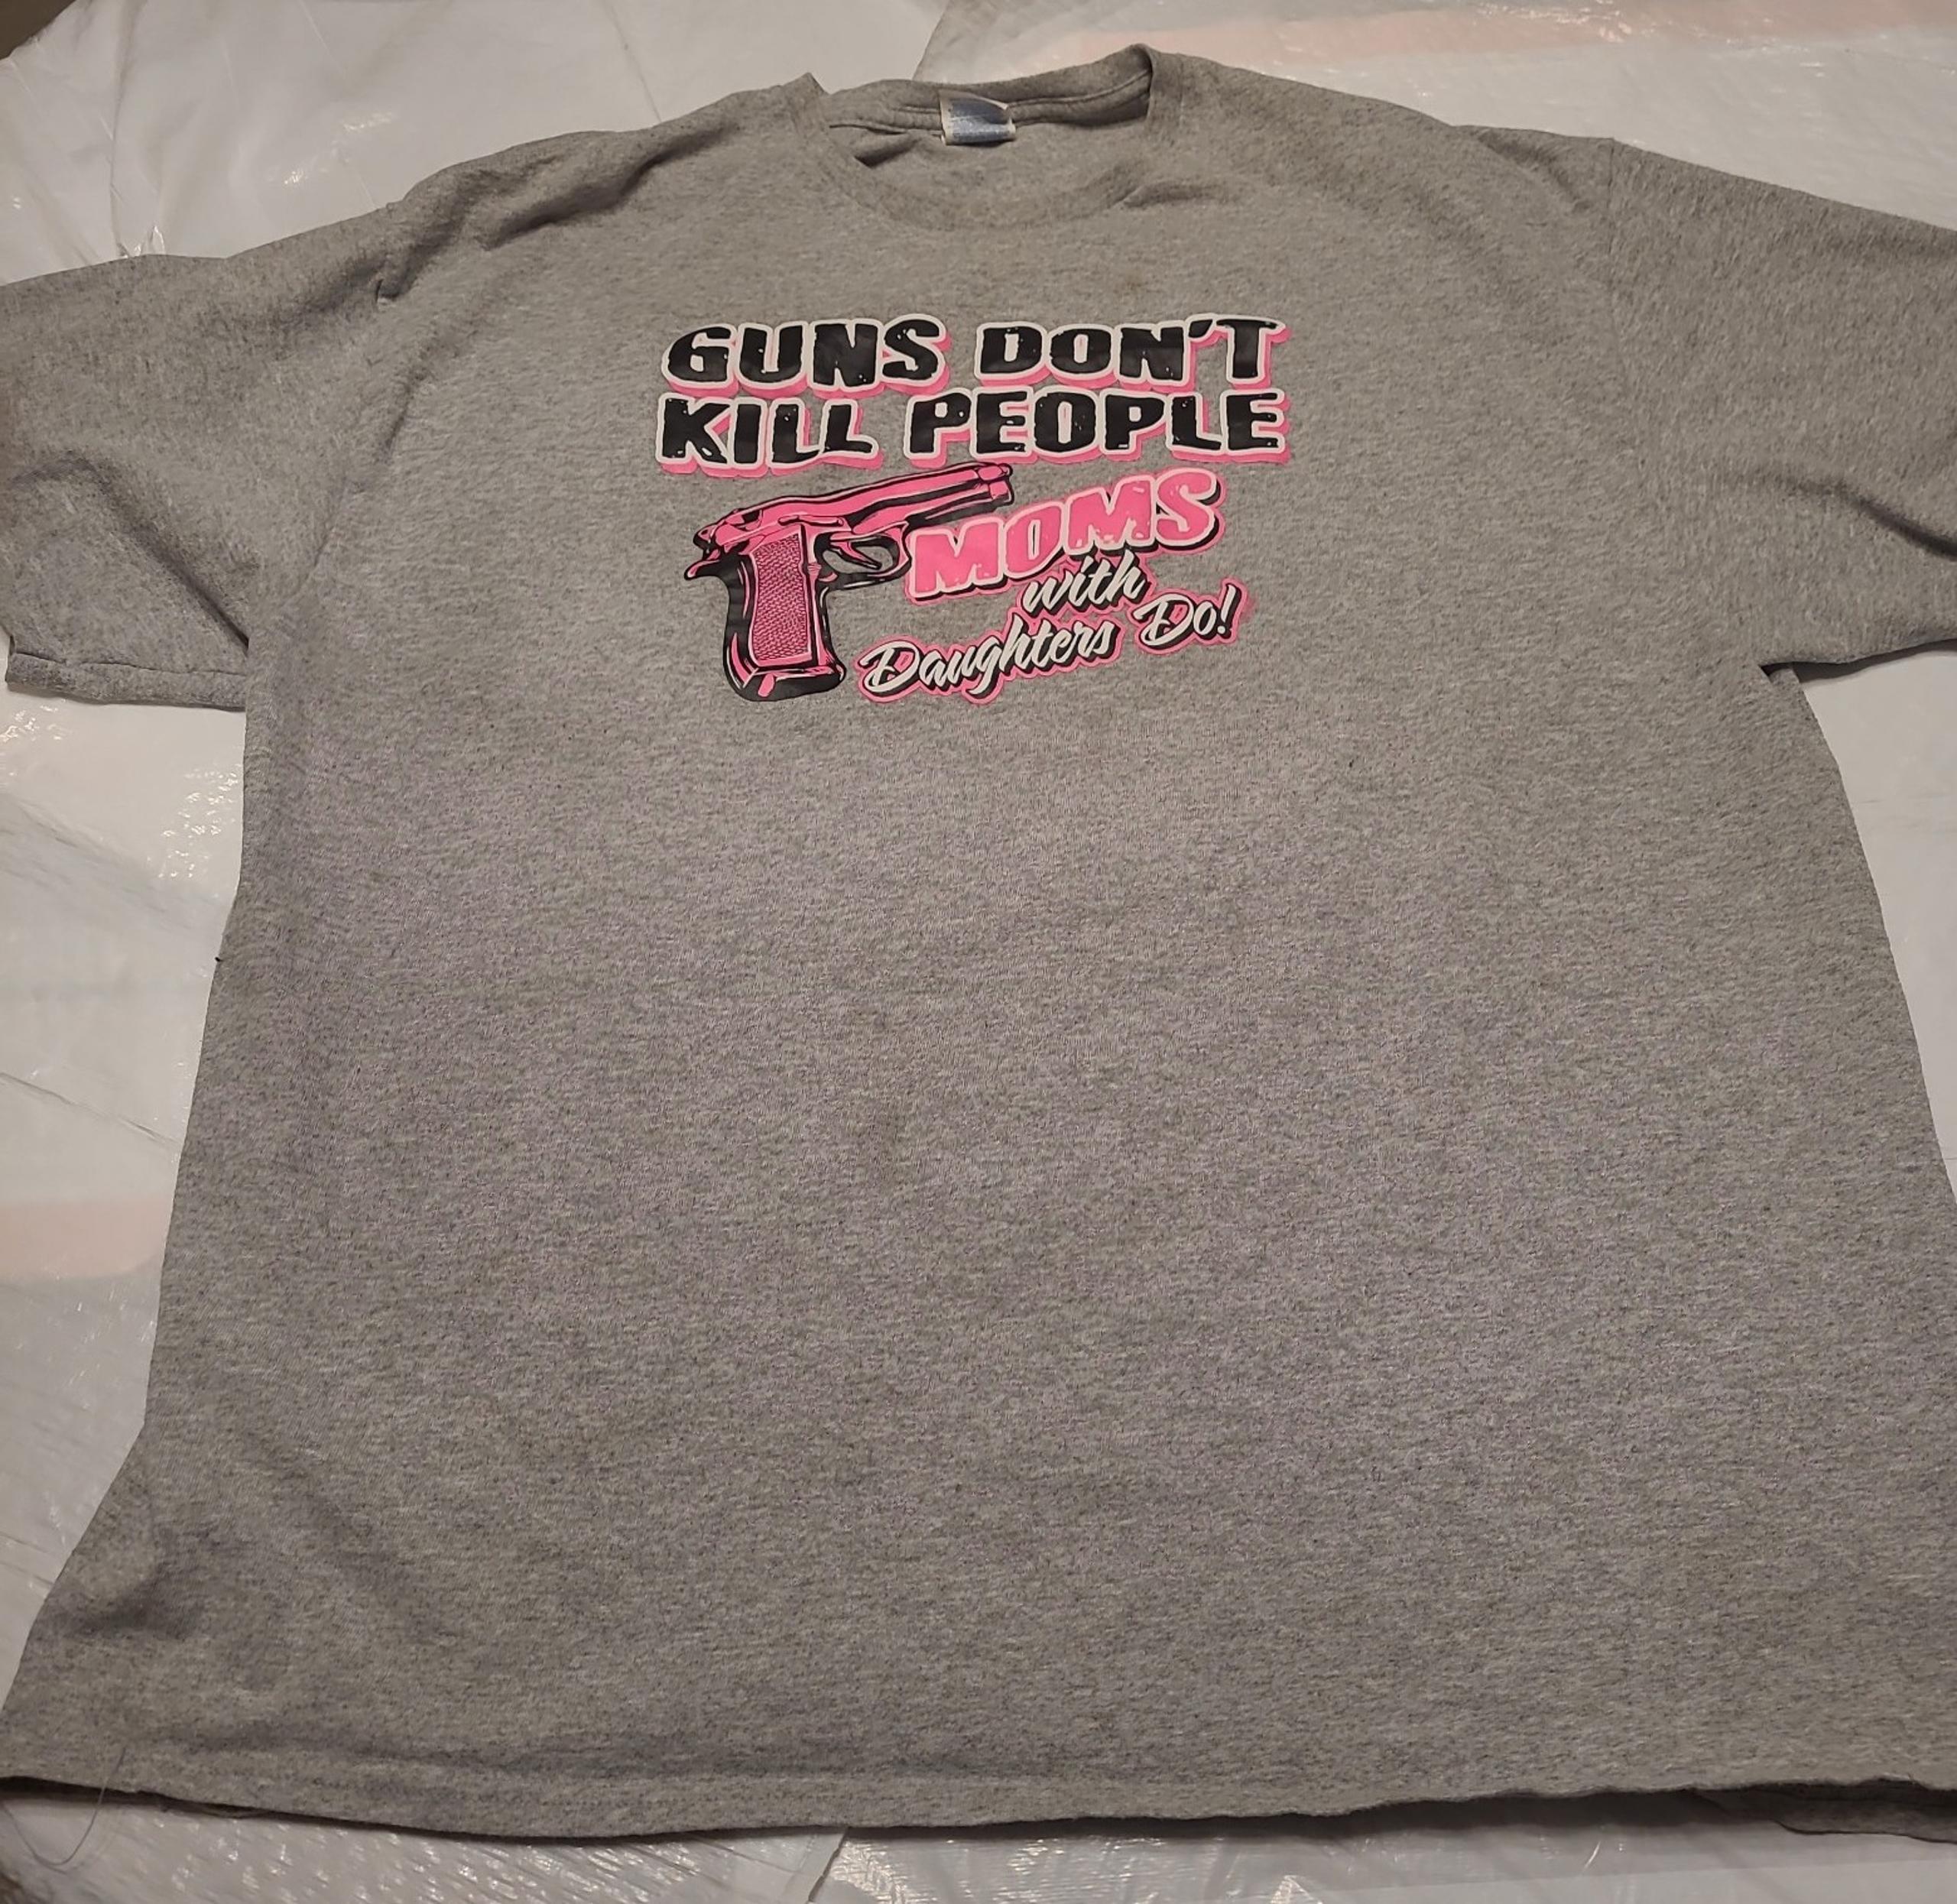 GUNS DON'T
KILL PEOPLE
MOMS
with
Daughters Do!